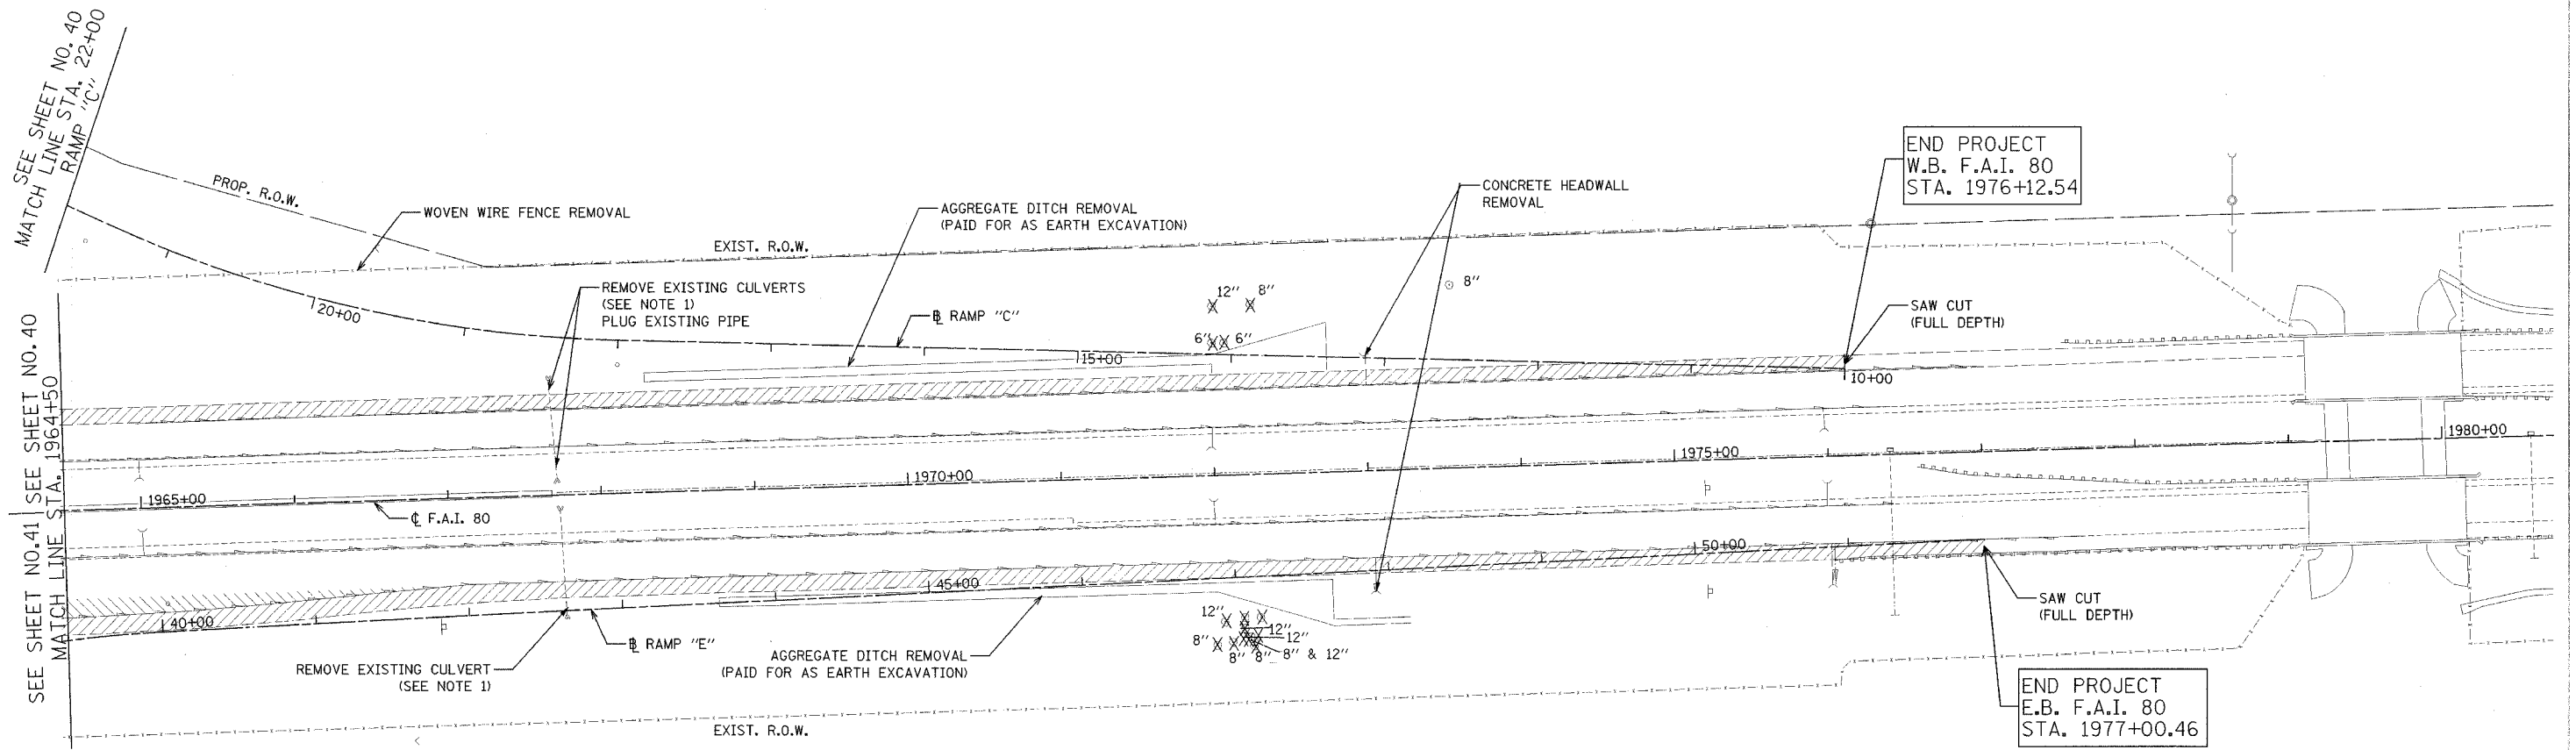 SEE SHEET NO. 40
MATCH LINE STA. 22+00
RAMP "C"
PROP. R.O.W.
WOVEN WIRE FENCE REMOVAL
AGGREGATE DITCH REMOVAL
(PAID FOR AS EARTH EXCAVATION)
EXIST. R.O.W.
CONCRETE HEADWALL
REMOVAL
END PROJECT
W.B. F.A.I. 80
STA. 1976+12.54
20+00
REMOVE EXISTING CULVERTS
(SEE NOTE 1)
PLUG EXISTING PIPE
℄ RAMP "C"
12"
8"
6"
6"
8"
15+00
SAW CUT
(FULL DEPTH)
10+00
SEE SHEET NO.41 SEE SHEET NO. 40
MATCH LINE STA. 1964+50
1965+00
1970+00
1975+00
1980+00
℄ F.A.I. 80
40+00
45+00
50+00
℄ RAMP "E"
REMOVE EXISTING CULVERT
(SEE NOTE 1)
AGGREGATE DITCH REMOVAL
(PAID FOR AS EARTH EXCAVATION)
12"
12"
12"
8"
8"
8"
8" & 12"
SAW CUT
(FULL DEPTH)
END PROJECT
E.B. F.A.I. 80
STA. 1977+00.46
EXIST. R.O.W.